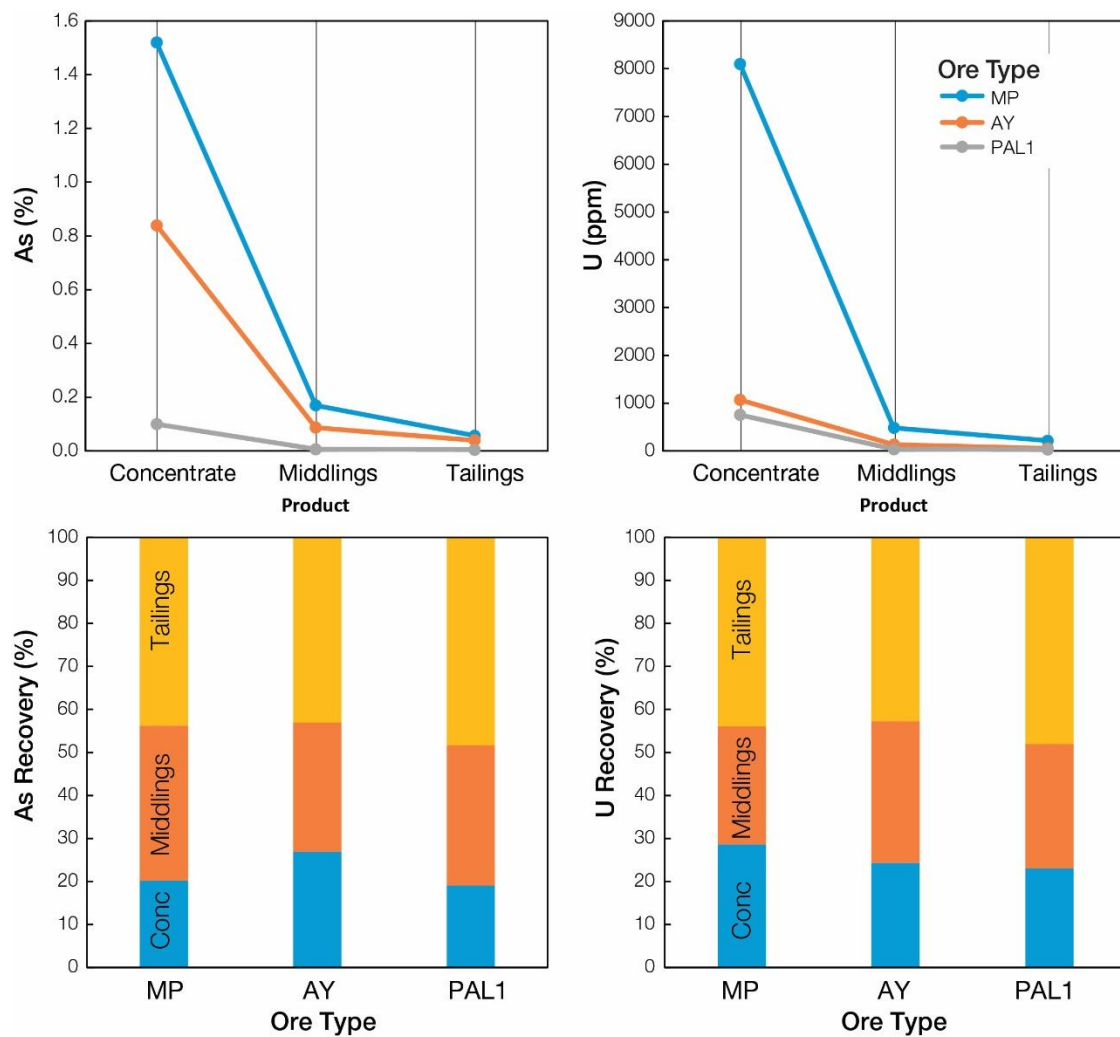 As (%)
1.6
1.4
1.2
1.0
0.8
0.6
0.4
0.2
0.0
Concentrate Middlings Tailings
Product
U (ppm)
9000
8000
7000
6000
5000
4000
3000
2000
1000
0
Ore Type
MP
AY
PAL1
Concentrate Middlings Tailings
Product
As Recovery (%)
100
90
80
70
60
50
40
30
20
10
0
Tailings
Middlings
Conc
MP AY PAL1
Ore Type
U Recovery (%)
100
90
80
70
60
50
40
30
20
10
0
Tailings
Middlings
Conc
MP AY PAL1
Ore Type